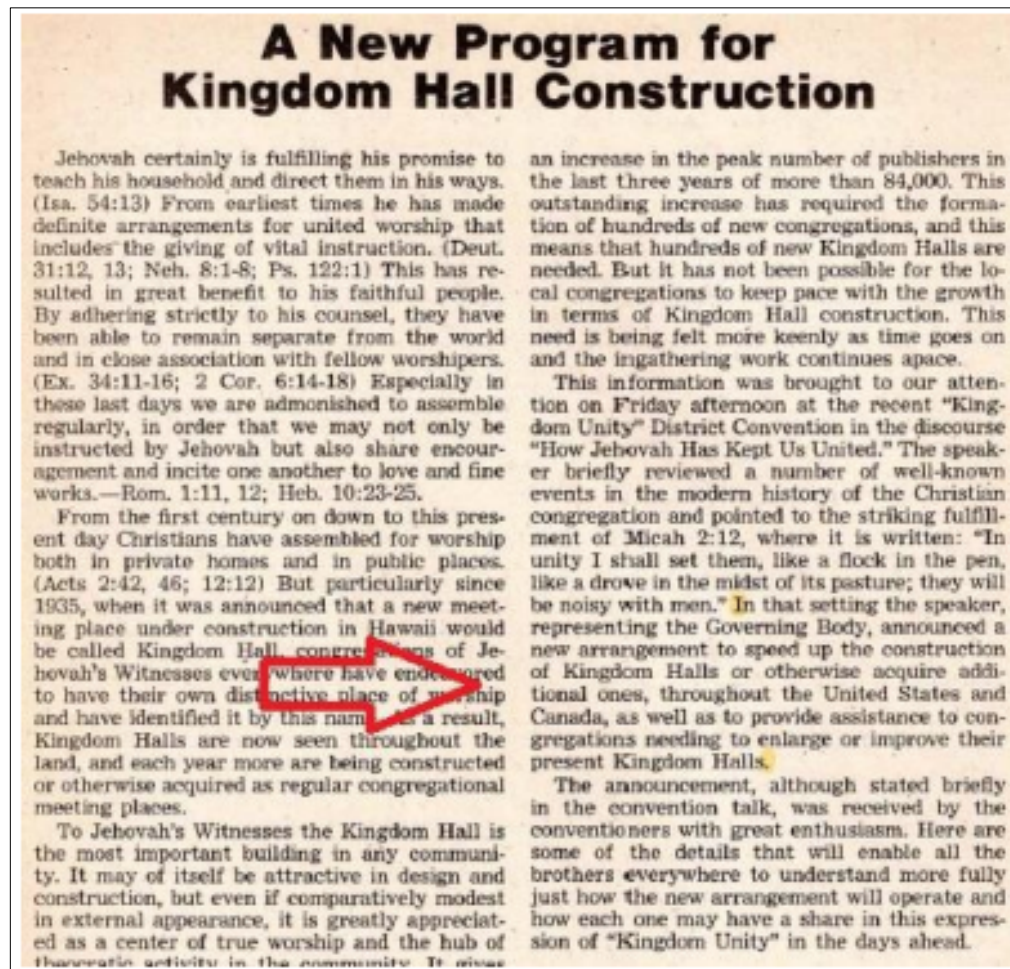 A New Program for
Kingdom Hall Construction
Jehovah certainly is fulfilling his promise to
teach his household and direct them in his ways.
(Isa. 54:13) From earliest times he has made
definite arrangements for united worship that
includes the giving of vital instruction. (Deut.
31:12, 13; Neh. 8:1-8; Ps. 122:1) This has re-
sulted in great benefit to his faithful people.
By adhering strictly to his counsel, they have
been able to remain separate from the world
and in close association with fellow worshipers.
(Ex. 34:11-16; 2 Cor. 6:14-18) Especially in
these last days we are admonished to assemble
regularly, in order that we may not only be
instructed by Jehovah but also share encour-
agement and incite one another to love and fine
works.—Rom. 1:11, 12; Heb. 10:23-25.
From the first century on down to this pres-
ent day Christians have assembled for worship
both in private homes and in public places.
(Acts 2:42, 46; 12:12) But particularly since
1935, when it was announced that a new meet-
ing place under construction in Hawaii would
be called Kingdom Hall, congregations of Je-
hovah's Witnesses everywhere have endeavored
to have their own distinctive place of worship
and have identified it by this name. As a result,
Kingdom Halls are now seen throughout the
land, and each year more are being constructed
or otherwise acquired as regular congregational
meeting places.
To Jehovah's Witnesses the Kingdom Hall is
the most important building in any communi-
ty. It may of itself be attractive in design and
construction, but even if comparatively modest
in external appearance, it is greatly appreciat-
ed as a center of true worship and the hub of
theocratic activity in the community. It gives
an increase in the peak number of publishers in
the last three years of more than 84,000. This
outstanding increase has required the forma-
tion of hundreds of new congregations, and this
means that hundreds of new Kingdom Halls are
needed. But it has not been possible for the lo-
cal congregations to keep pace with the growth
in terms of Kingdom Hall construction. This
need is being felt more keenly as time goes on
and the ingathering work continues apace.
This information was brought to our atten-
tion on Friday afternoon at the recent "King-
dom Unity" District Convention in the discourse
"How Jehovah Has Kept Us United." The speak-
er briefly reviewed a number of well-known
events in the modern history of the Christian
congregation and pointed to the striking fulfill-
ment of Micah 2:12, where it is written: "In
unity I shall set them, like a flock in the pen,
like a drove in the midst of its pasture; they will
be noisy with men." In that setting the speaker,
representing the Governing Body, announced a
new arrangement to speed up the construction
of Kingdom Halls or otherwise acquire addi-
tional ones, throughout the United States and
Canada, as well as to provide assistance to con-
gregations needing to enlarge or improve their
present Kingdom Halls.
The announcement, although stated briefly
in the convention talk, was received by the
conventioners with great enthusiasm. Here are
some of the details that will enable all the
brothers everywhere to understand more fully
just how the new arrangement will operate and
how each one may have a share in this expres-
sion of "Kingdom Unity" in the days ahead.